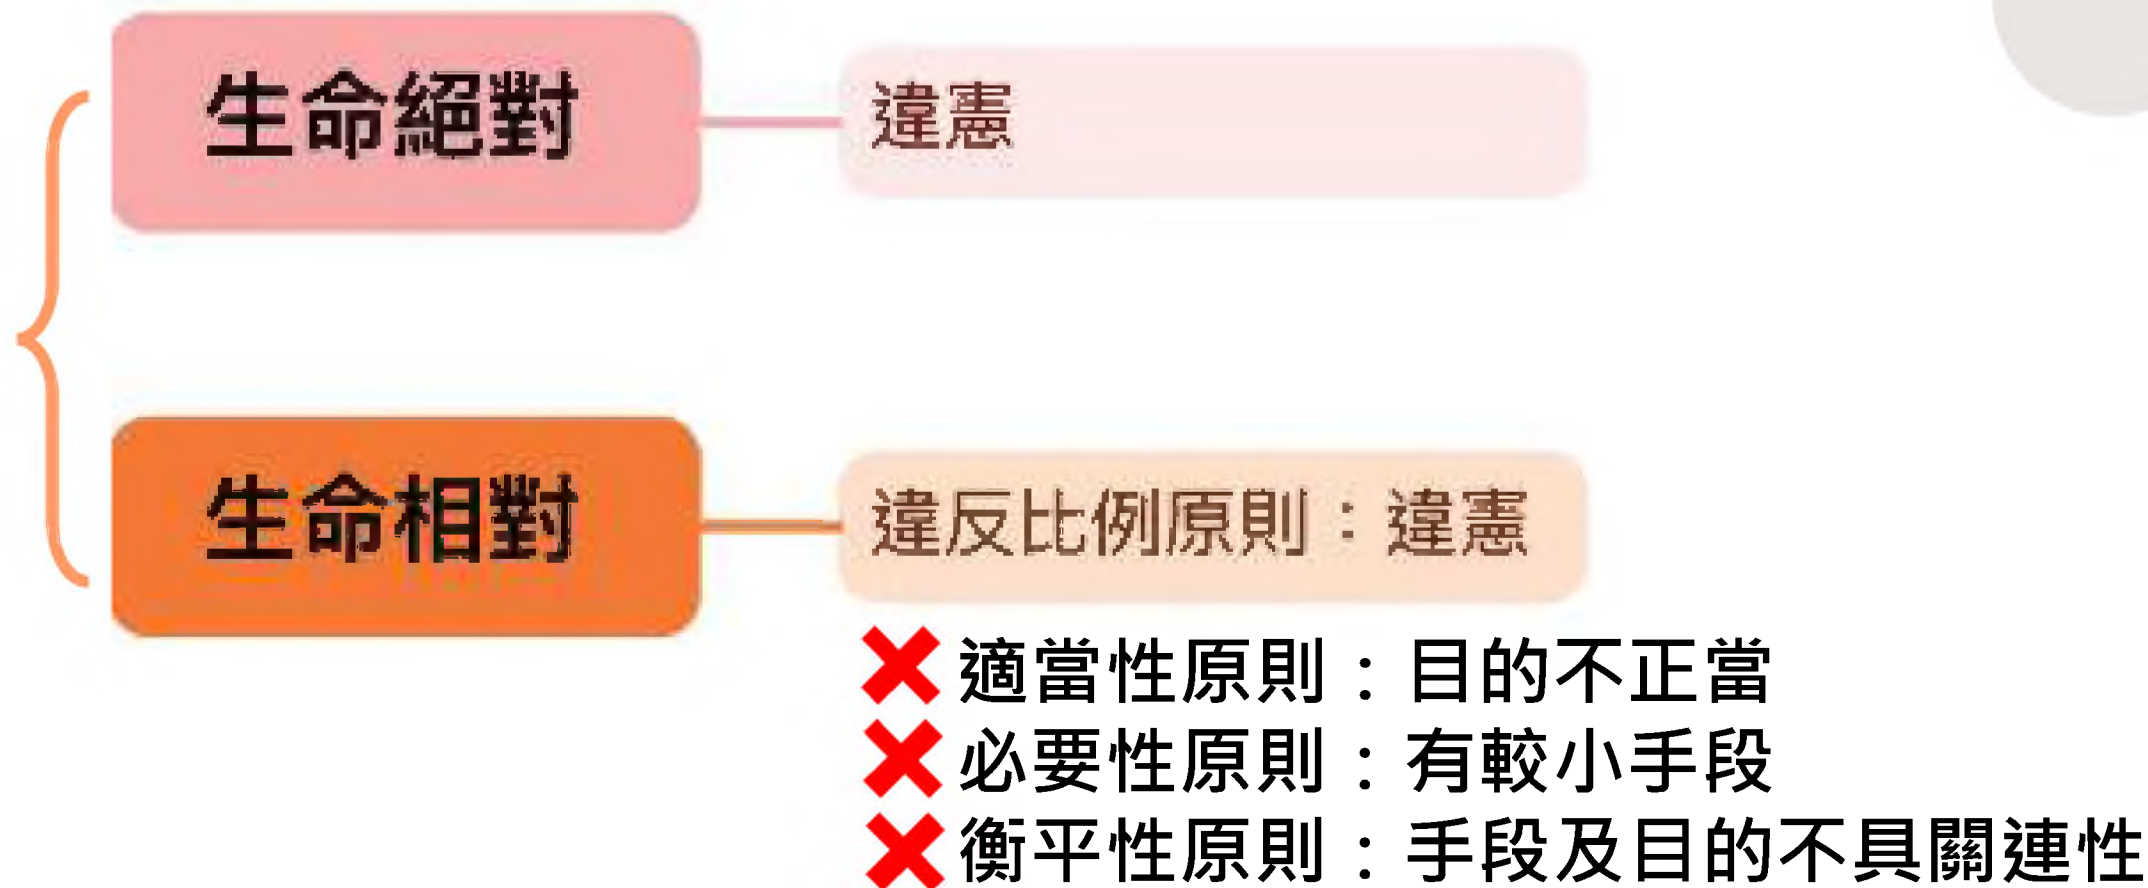 生命絕對
違憲
生命相對
違反比例原則：違憲
適當性原則：目的不正當
必要性原則：有較小手段
衡平性原則：手段及目的不具關連性